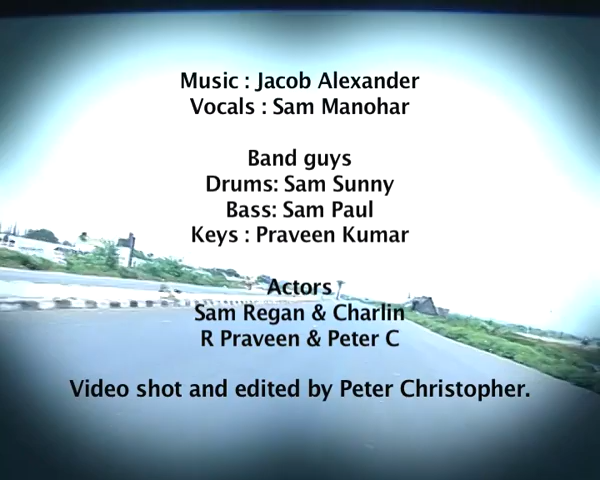 Music : Jacob Alexander
Vocals : Sam Manohar
Band guys
Drums: Sam Sunny
Bass: Sam Paul
Keys : Praveen Kumar
Actors
Sam Regan & Charlin
R Praveen & Peter C
Video shot and edited by Peter Christopher.